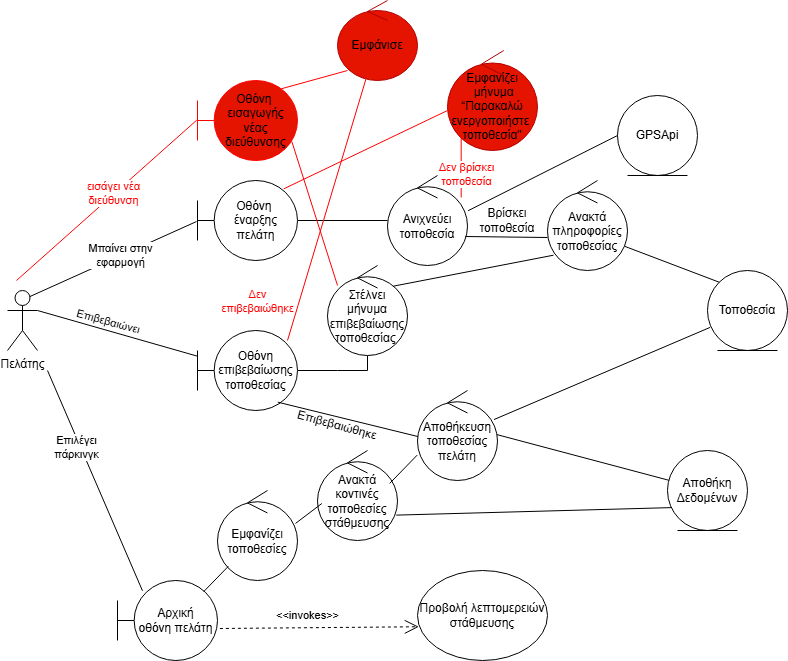 Εμφάνισε
Οθόνη
εισαγωγής
νέας
διεύθυνσης
Εμφανίζει
μήνυμα
"Παρακαλώ
ενεργοποιήστε
τοποθεσία"
GPSApi
Δεν βρίσκει
τοποθεσία
εισάγει νέα
διεύθυνση
Οθόνη
έναρξης
πελάτη
Ανιχνεύει
τοποθεσία
Βρίσκει
τοποθεσία
Ανακτά
πληροφορίες
τοποθεσίας
Μπαίνει στην
εφαρμογή
Δεν
επιβεβαιώθηκε
Στέλνει
μήνυμα
επιβεβαίωσης
τοποθεσίας
Τοποθεσία
Επιβεβαιώνει
Πελάτης
Οθόνη
επιβεβαίωσης
τοποθεσίας
Επιβεβαιώθηκε
Αποθήκευση
τοποθεσίας
πελάτη
Επιλέγει
πάρκινγκ
Ανακτά
κοντινές
τοποθεσίες
στάθμευσης
Αποθήκη
Δεδομένων
Εμφανίζει
τοποθεσίες
Αρχική
οθόνη πελάτη
<<invokes>>
Προβολή λεπτομερειών
στάθμευσης